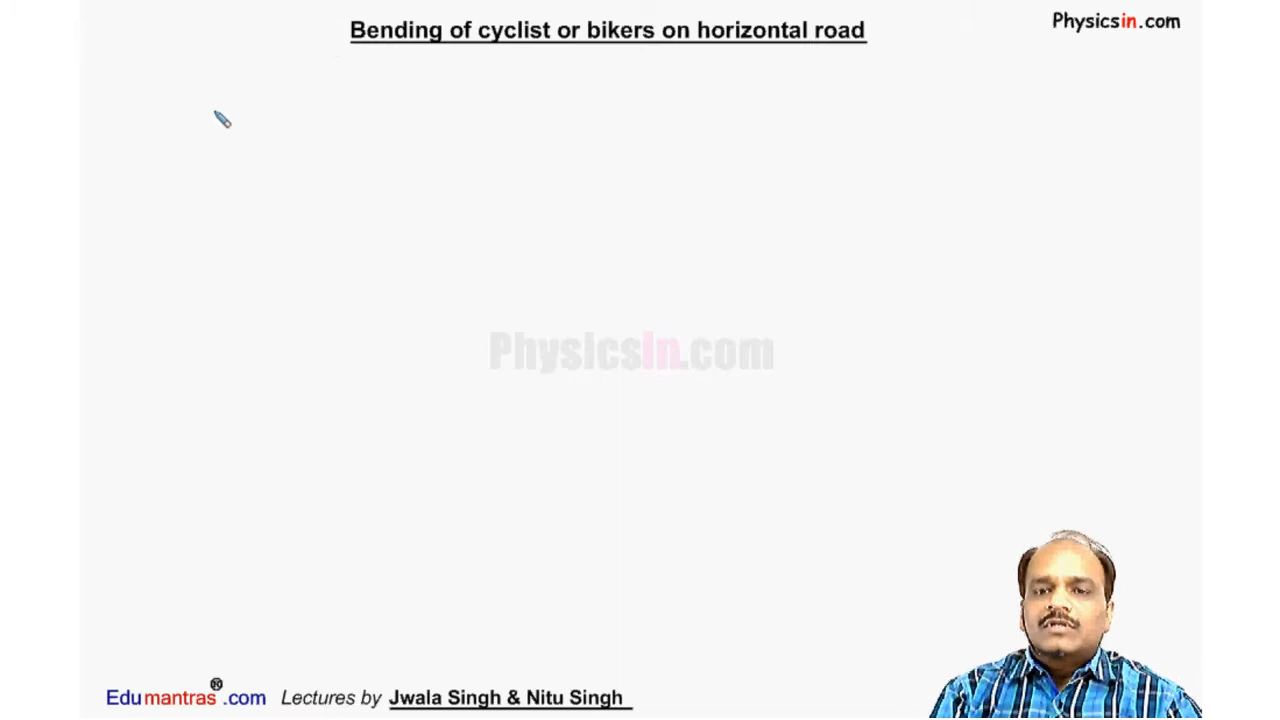 Bending of cyclist or bikers on horizontal road
Physicsin.com
Physicsin.com
Edumantras®.com Lectures by Jwala Singh & Nitu Singh